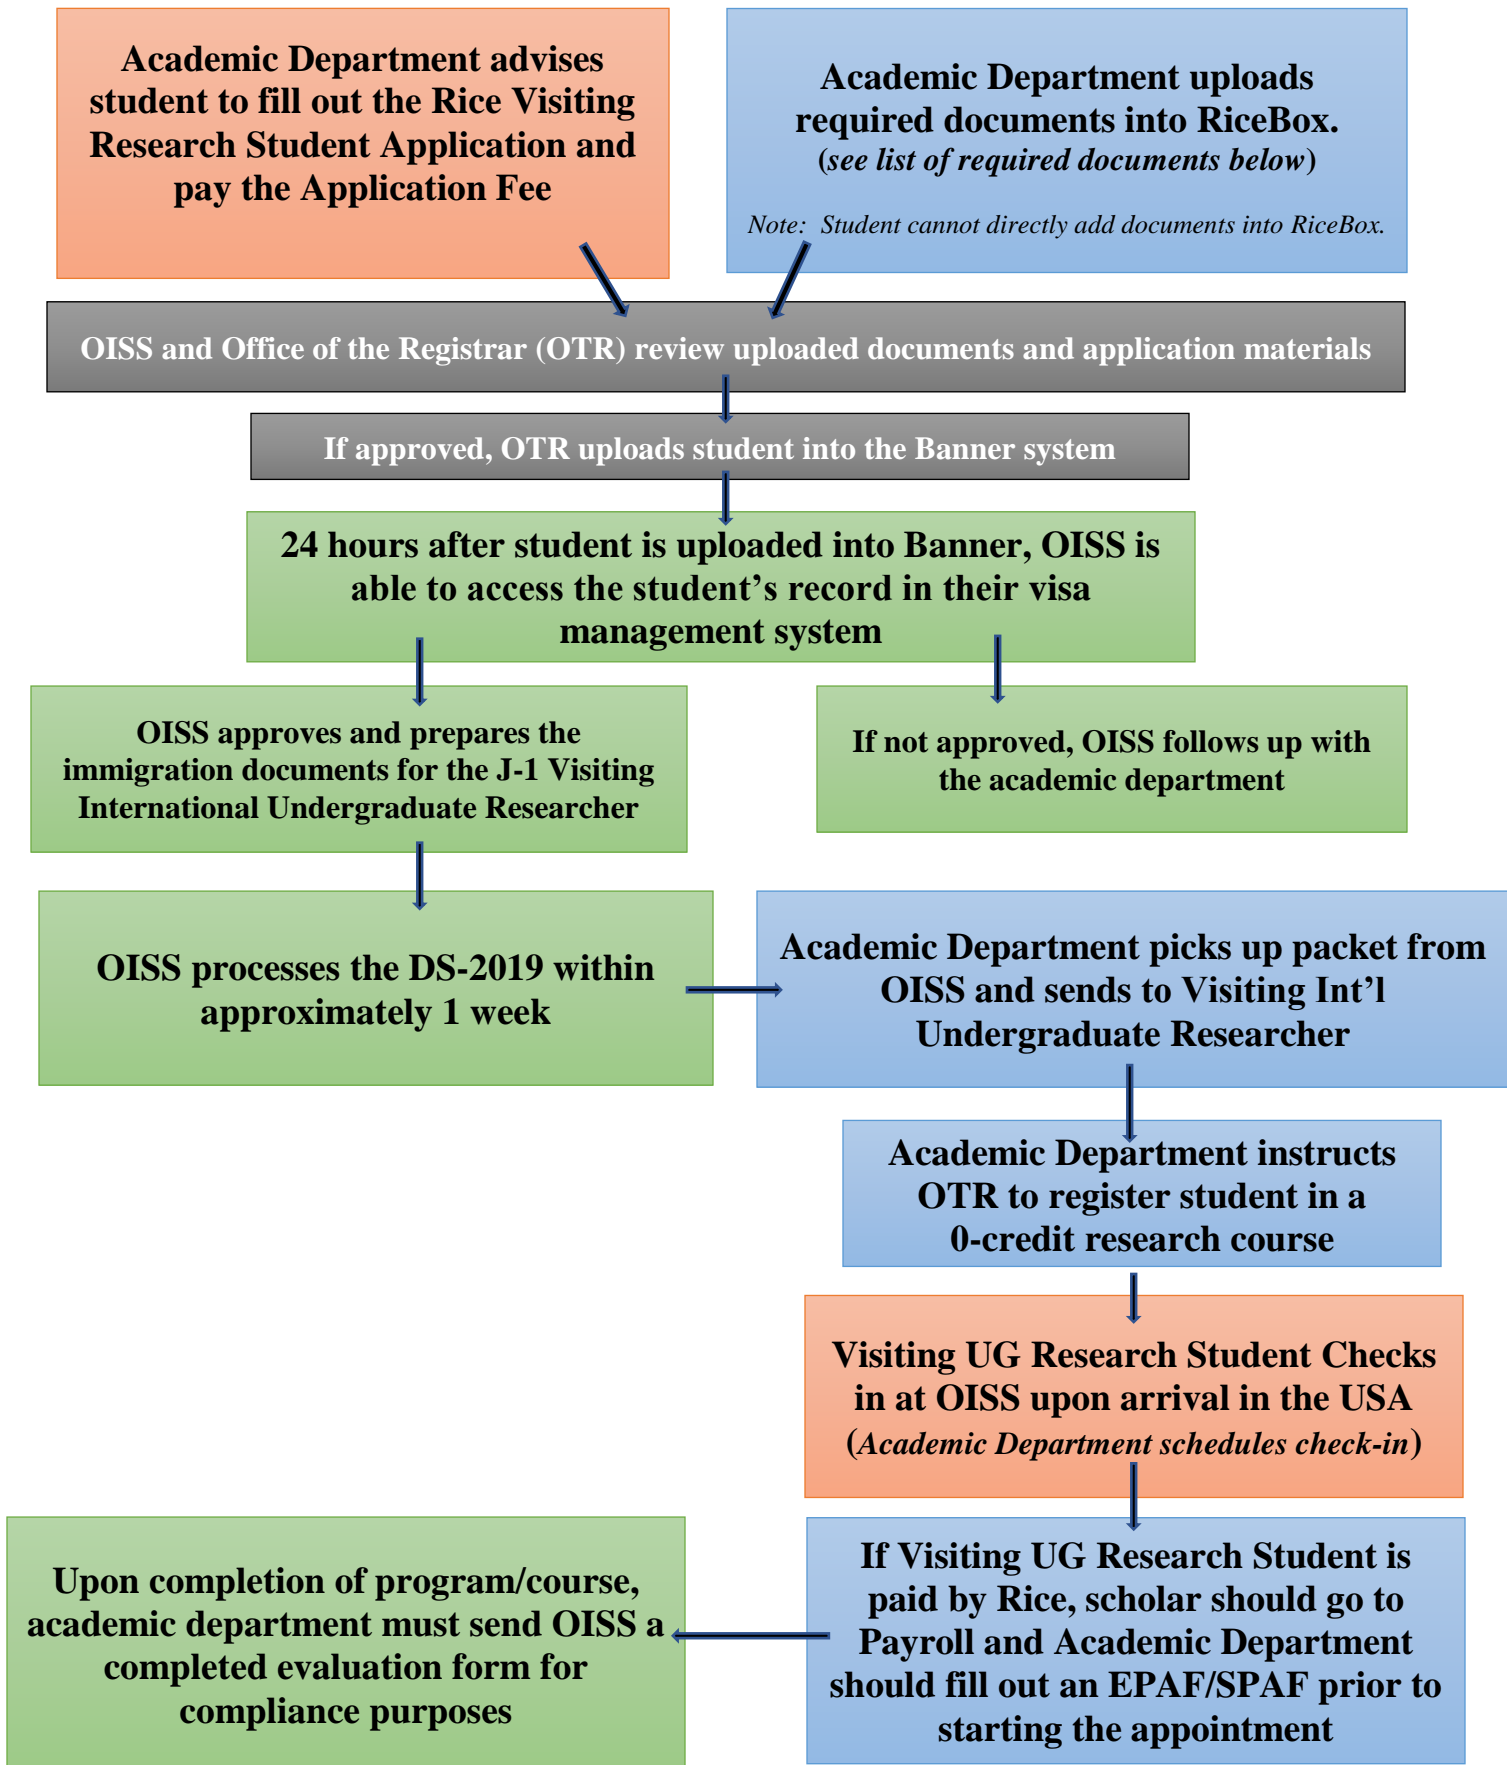 Academic Department advises
student to fill out the Rice Visiting
Research Student Application and
pay the Application Fee
Academic Department uploads
required documents into RiceBox.
(see list of required documents below)
Note:  Student cannot directly add documents into RiceBox.
OISS and Office of the Registrar (OTR) review uploaded documents and application materials
If approved, OTR uploads student into the Banner system
24 hours after student is uploaded into Banner, OISS is
able to access the student’s record in their visa
management system
OISS approves and prepares the
immigration documents for the J-1 Visiting
International Undergraduate Researcher
If not approved, OISS follows up with
the academic department
OISS processes the DS-2019 within
approximately 1 week
Academic Department picks up packet from
OISS and sends to Visiting Int’l
Undergraduate Researcher
Academic Department instructs
OTR to register student in a
0-credit research course
Visiting UG Research Student Checks
in at OISS upon arrival in the USA
(Academic Department schedules check-in)
Upon completion of program/course,
academic department must send OISS a
completed evaluation form for
compliance purposes
If Visiting UG Research Student is
paid by Rice, scholar should go to
Payroll and Academic Department
should fill out an EPAF/SPAF prior to
starting the appointment